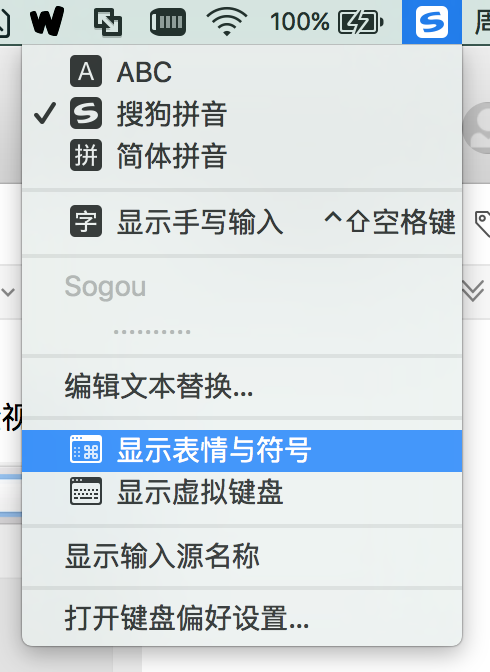 100%
周
ABC
搜狗拼音
拼 简体拼音
字 显示手写输入 ^⇧空格键
Sogou
编辑文本替换...
视
显示表情与符号
显示虚拟键盘
显示输入源名称
打开键盘偏好设置...